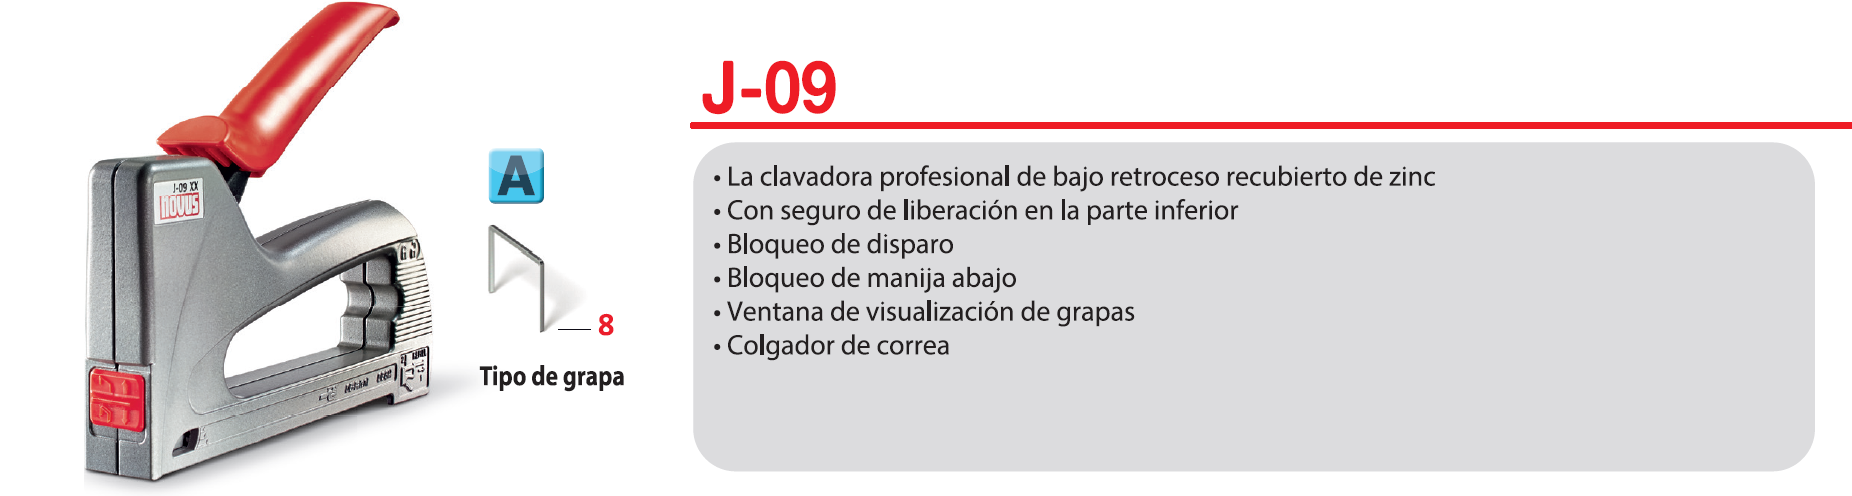 J-09 XX
novus
A
8
Tipo de grapa
J-09
• La clavadora profesional de bajo retroceso recubierto de zinc
• Con seguro de liberación en la parte inferior
• Bloqueo de disparo
• Bloqueo de manija abajo
• Ventana de visualización de grapas
• Colgador de correa